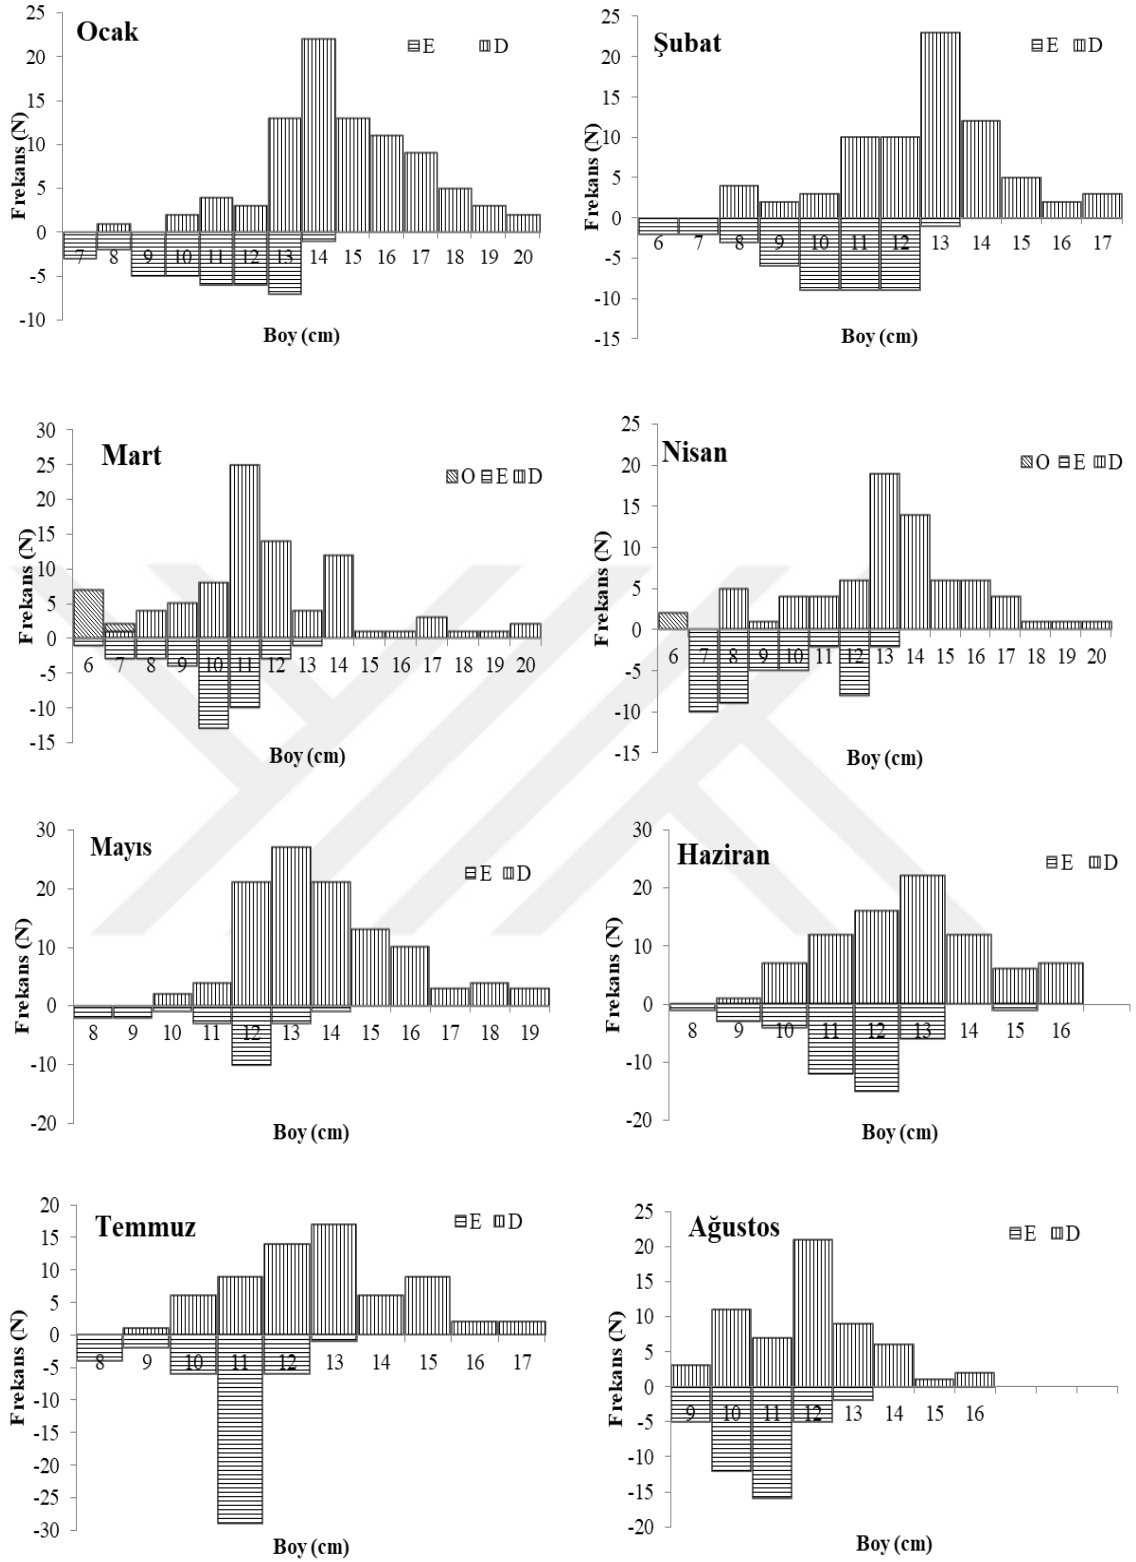 Ocak
E D
Frekans (N)
25
20
15
10
5
0
-5
-10
7 8 9 10 11 12 13 14 15 16 17 18 19 20
Boy (cm)
Şubat
E D
Frekans (N)
25
20
15
10
5
0
-5
-10
-15
6 7 8 9 10 11 12 13 14 15 16 17
Boy (cm)
Mart
O E D
Frekans (N)
30
25
20
15
10
5
0
-5
-10
-15
6 7 8 9 10 11 12 13 14 15 16 17 18 19 20
Boy (cm)
Nisan
O E D
Frekans (N)
25
20
15
10
5
0
-5
-10
-15
6 7 8 9 10 11 12 13 14 15 16 17 18 19 20
Boy (cm)
Mayıs
E D
Frekans (N)
30
20
10
0
-10
-20
8 9 10 11 12 13 14 15 16 17 18 19
Boy (cm)
Haziran
E D
Frekans (N)
30
20
10
0
-10
-20
8 9 10 11 12 13 14 15 16
Boy (cm)
Temmuz
E D
Frekans (N)
20
15
10
5
0
-5
-10
-15
-20
-25
-30
8 9 10 11 12 13 14 15 16 17
Boy (cm)
Ağustos
E D
Frekans (N)
25
20
15
10
5
0
-5
-10
-15
-20
9 10 11 12 13 14 15 16
Boy (cm)